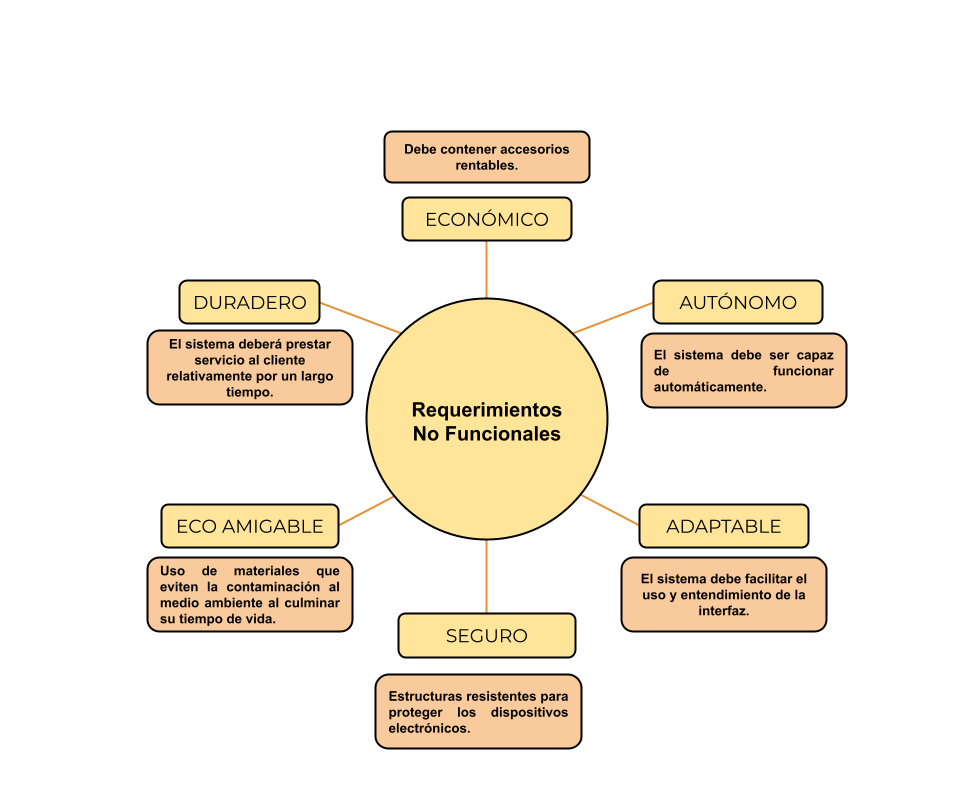 Debe contener accesorios
rentables.
ECONÓMICO
DURADERO
El sistema deberá prestar
servicio al cliente
relativamente por un largo
tiempo.
AUTÓNOMO
El sistema debe ser capaz
de funcionar
automáticamente.
Requerimientos
No Funcionales
ECO AMIGABLE
Uso de materiales que
eviten la contaminación al
medio ambiente al culminar
su tiempo de vida.
ADAPTABLE
El sistema debe facilitar el
uso y entendimiento de la
interfaz.
SEGURO
Estructuras resistentes para
proteger los dispositivos
electrónicos.